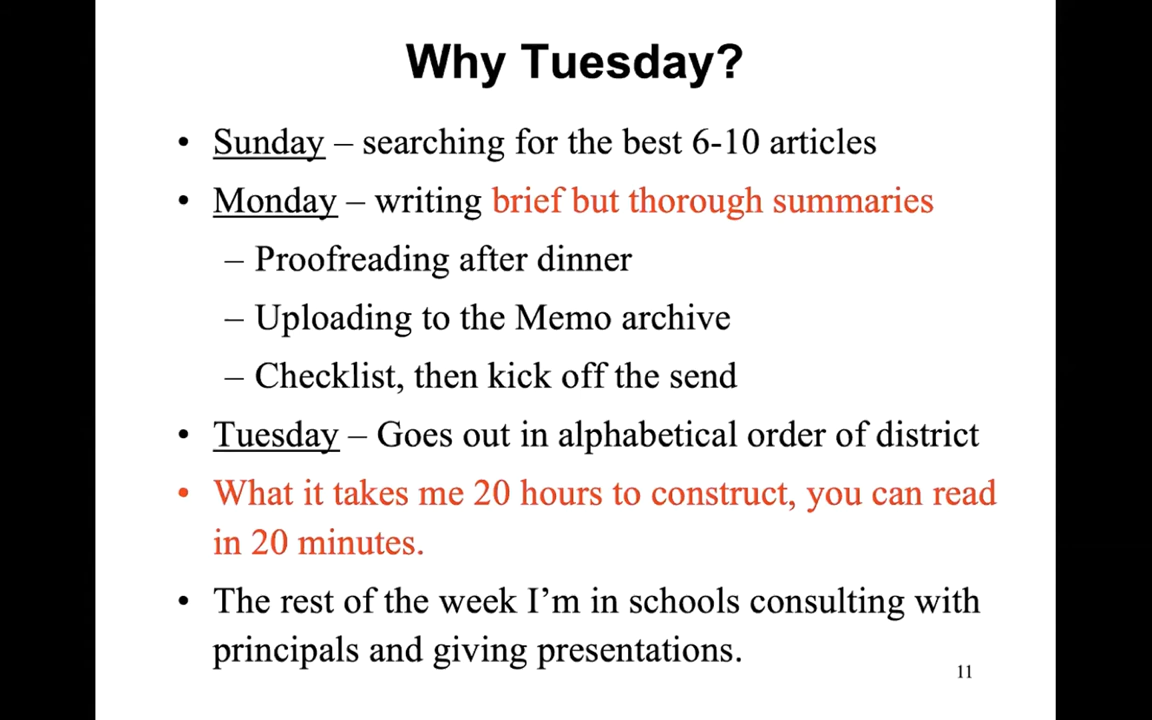 Why Tuesday?
• Sunday – searching for the best 6-10 articles
• Monday – writing brief but thorough summaries
– Proofreading after dinner
– Uploading to the Memo archive
– Checklist, then kick off the send
• Tuesday – Goes out in alphabetical order of district
• What it takes me 20 hours to construct, you can read
in 20 minutes.
• The rest of the week I’m in schools consulting with
principals and giving presentations.
11